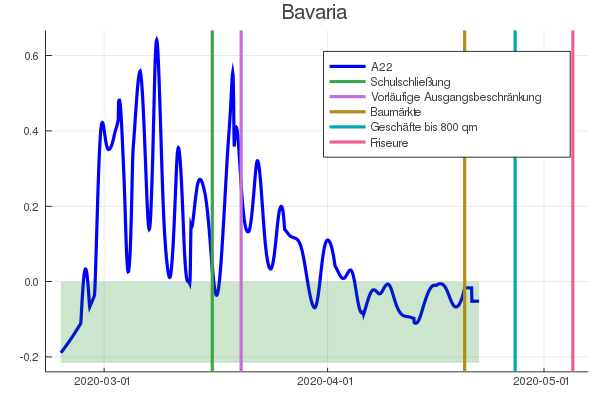 Bavaria
0.6
0.4
0.2
0.0
-0.2
A22
Schulschließung
Vorläufige Ausgangsbeschränkung
Baumärkte
Geschäfte bis 800 qm
Friseure
2020-03-01
2020-04-01
2020-05-01